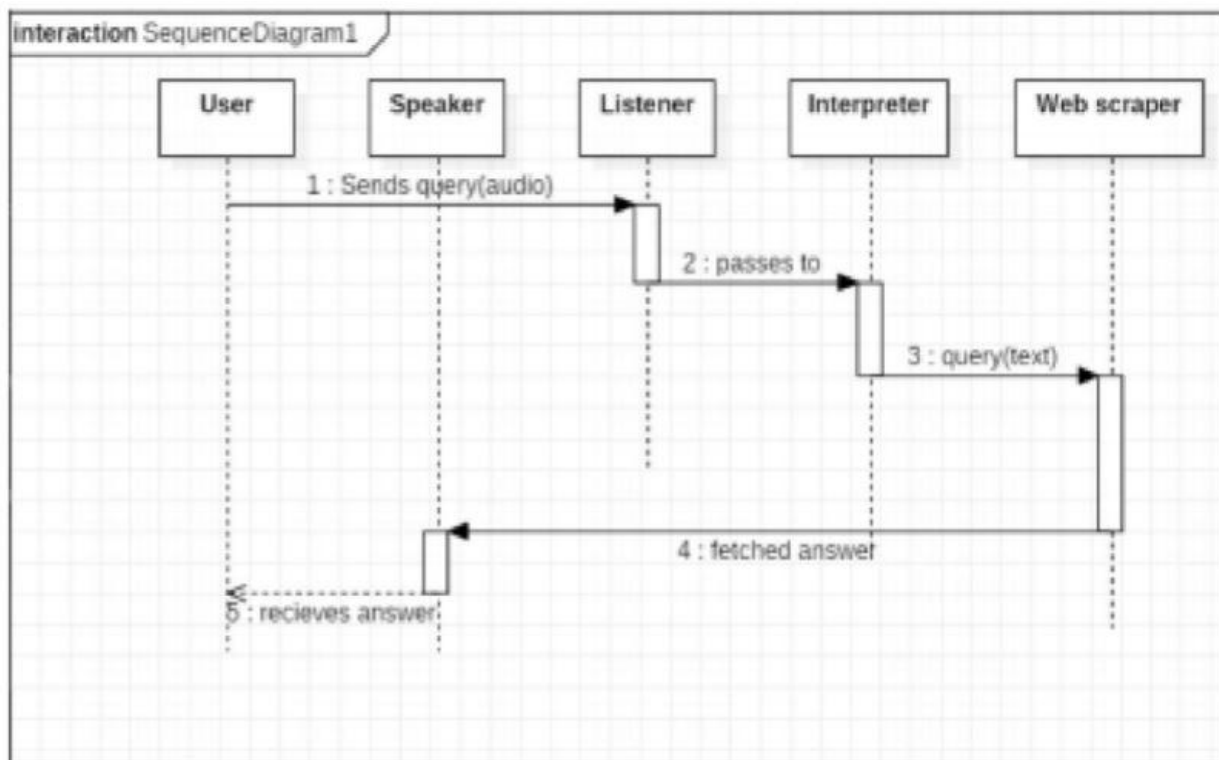 interaction SequenceDiagram1
User
Speaker
Listener
Interpreter
Web scraper
1 : Sends query(audio)
2 : passes to
3 : query(text)
4 : fetched answer
5 : recieves answer